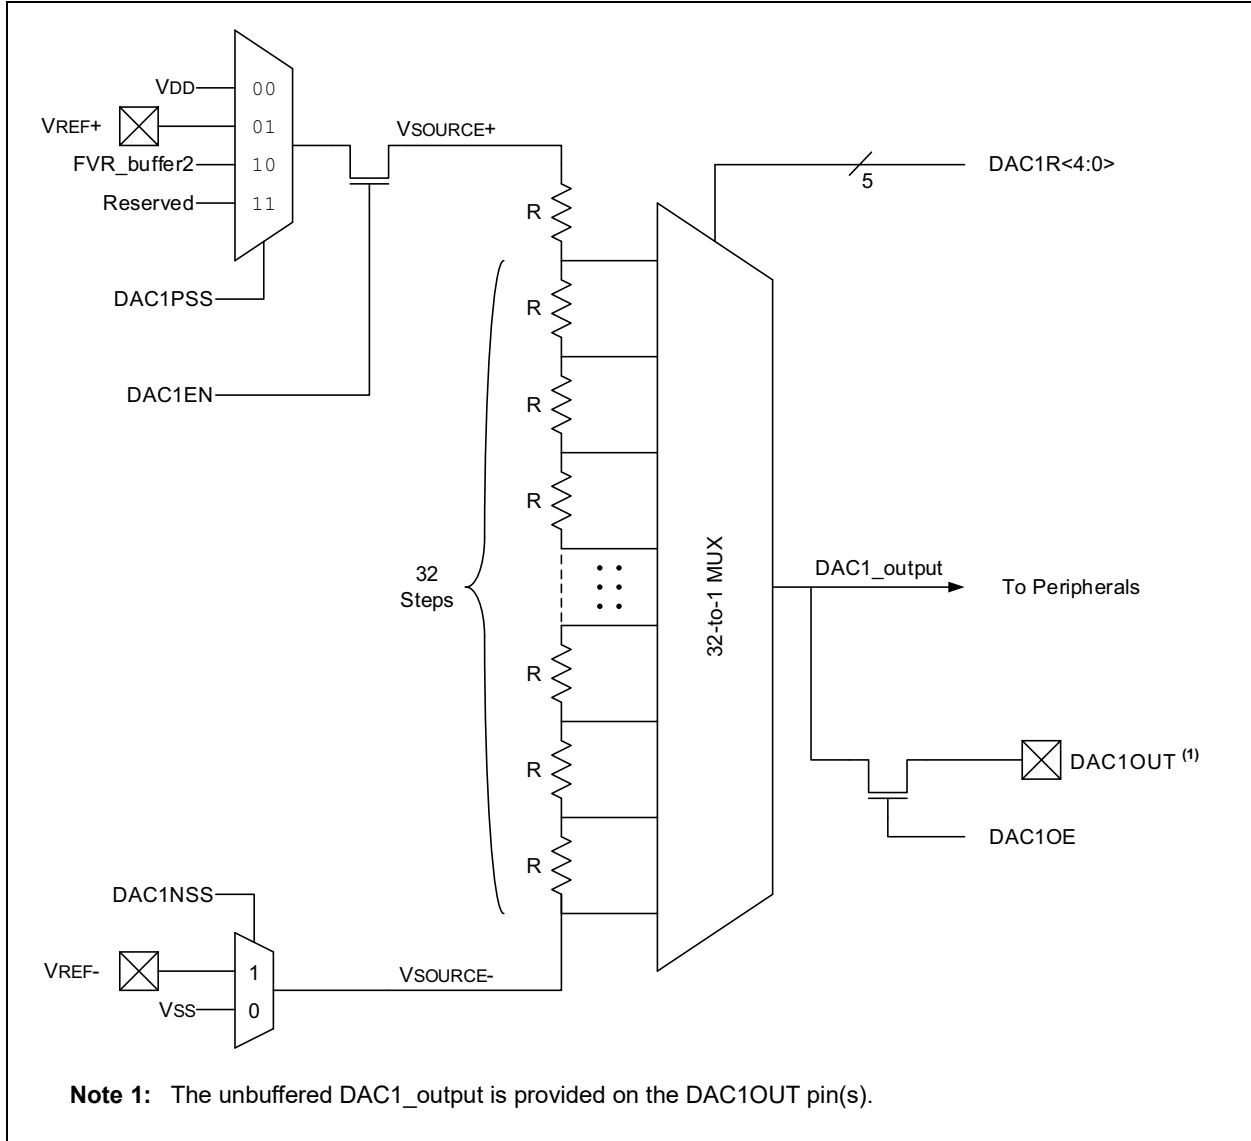 VDD
00
VREF+
01
FVR_buffer2
10
Reserved
11
DAC1PSS
DAC1EN
VSOURCE+
DAC1R<4:0>
5
R
R
R
R
32
Steps
32-to-1 MUX
DAC1_output
To Peripherals
R
R
R
DAC1OUT (1)
DAC1OE
DAC1NSS
VREF-
1
VSS
0
VSOURCE-
Note 1: The unbuffered DAC1_output is provided on the DAC1OUT pin(s).